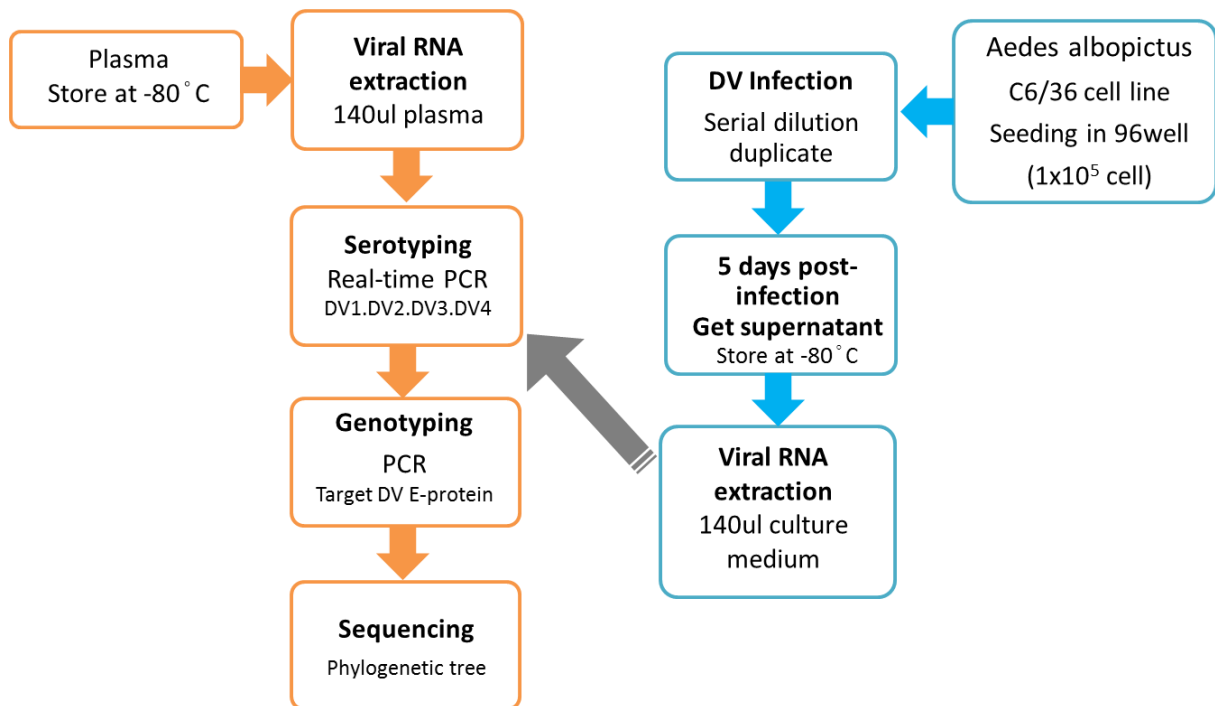 Plasma
Store at -80°C
Viral RNA
extraction
140ul plasma
Serotyping
Real-time PCR
DV1.DV2.DV3.DV4
Genotyping
PCR
Target DV E-protein
Sequencing
Phylogenetic tree
Aedes albopictus
C6/36 cell line
Seeding in 96well
(1x10⁵ cell)
DV Infection
Serial dilution
duplicate
5 days post-
infection
Get supernatant
Store at -80°C
Viral RNA
extraction
140ul culture
medium